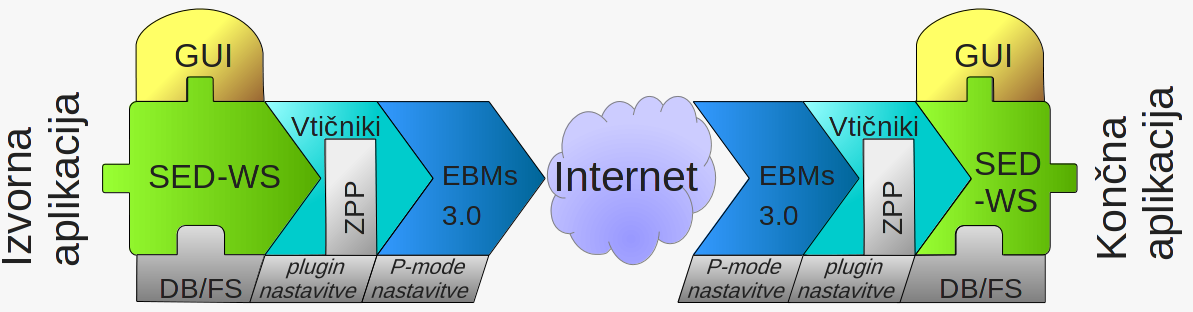 Izvorna
aplikacija
GUI
SED-WS
DB/FS
Vtičniki
ZPP
plugin
nastavitve
EBMs
3.0
P-mode
nastavitve
Internet
EBMs
3.0
P-mode
nastavitve
Vtičniki
ZPP
plugin
nastavitve
GUI
SED
-WS
DB/FS
Končna
aplikacija